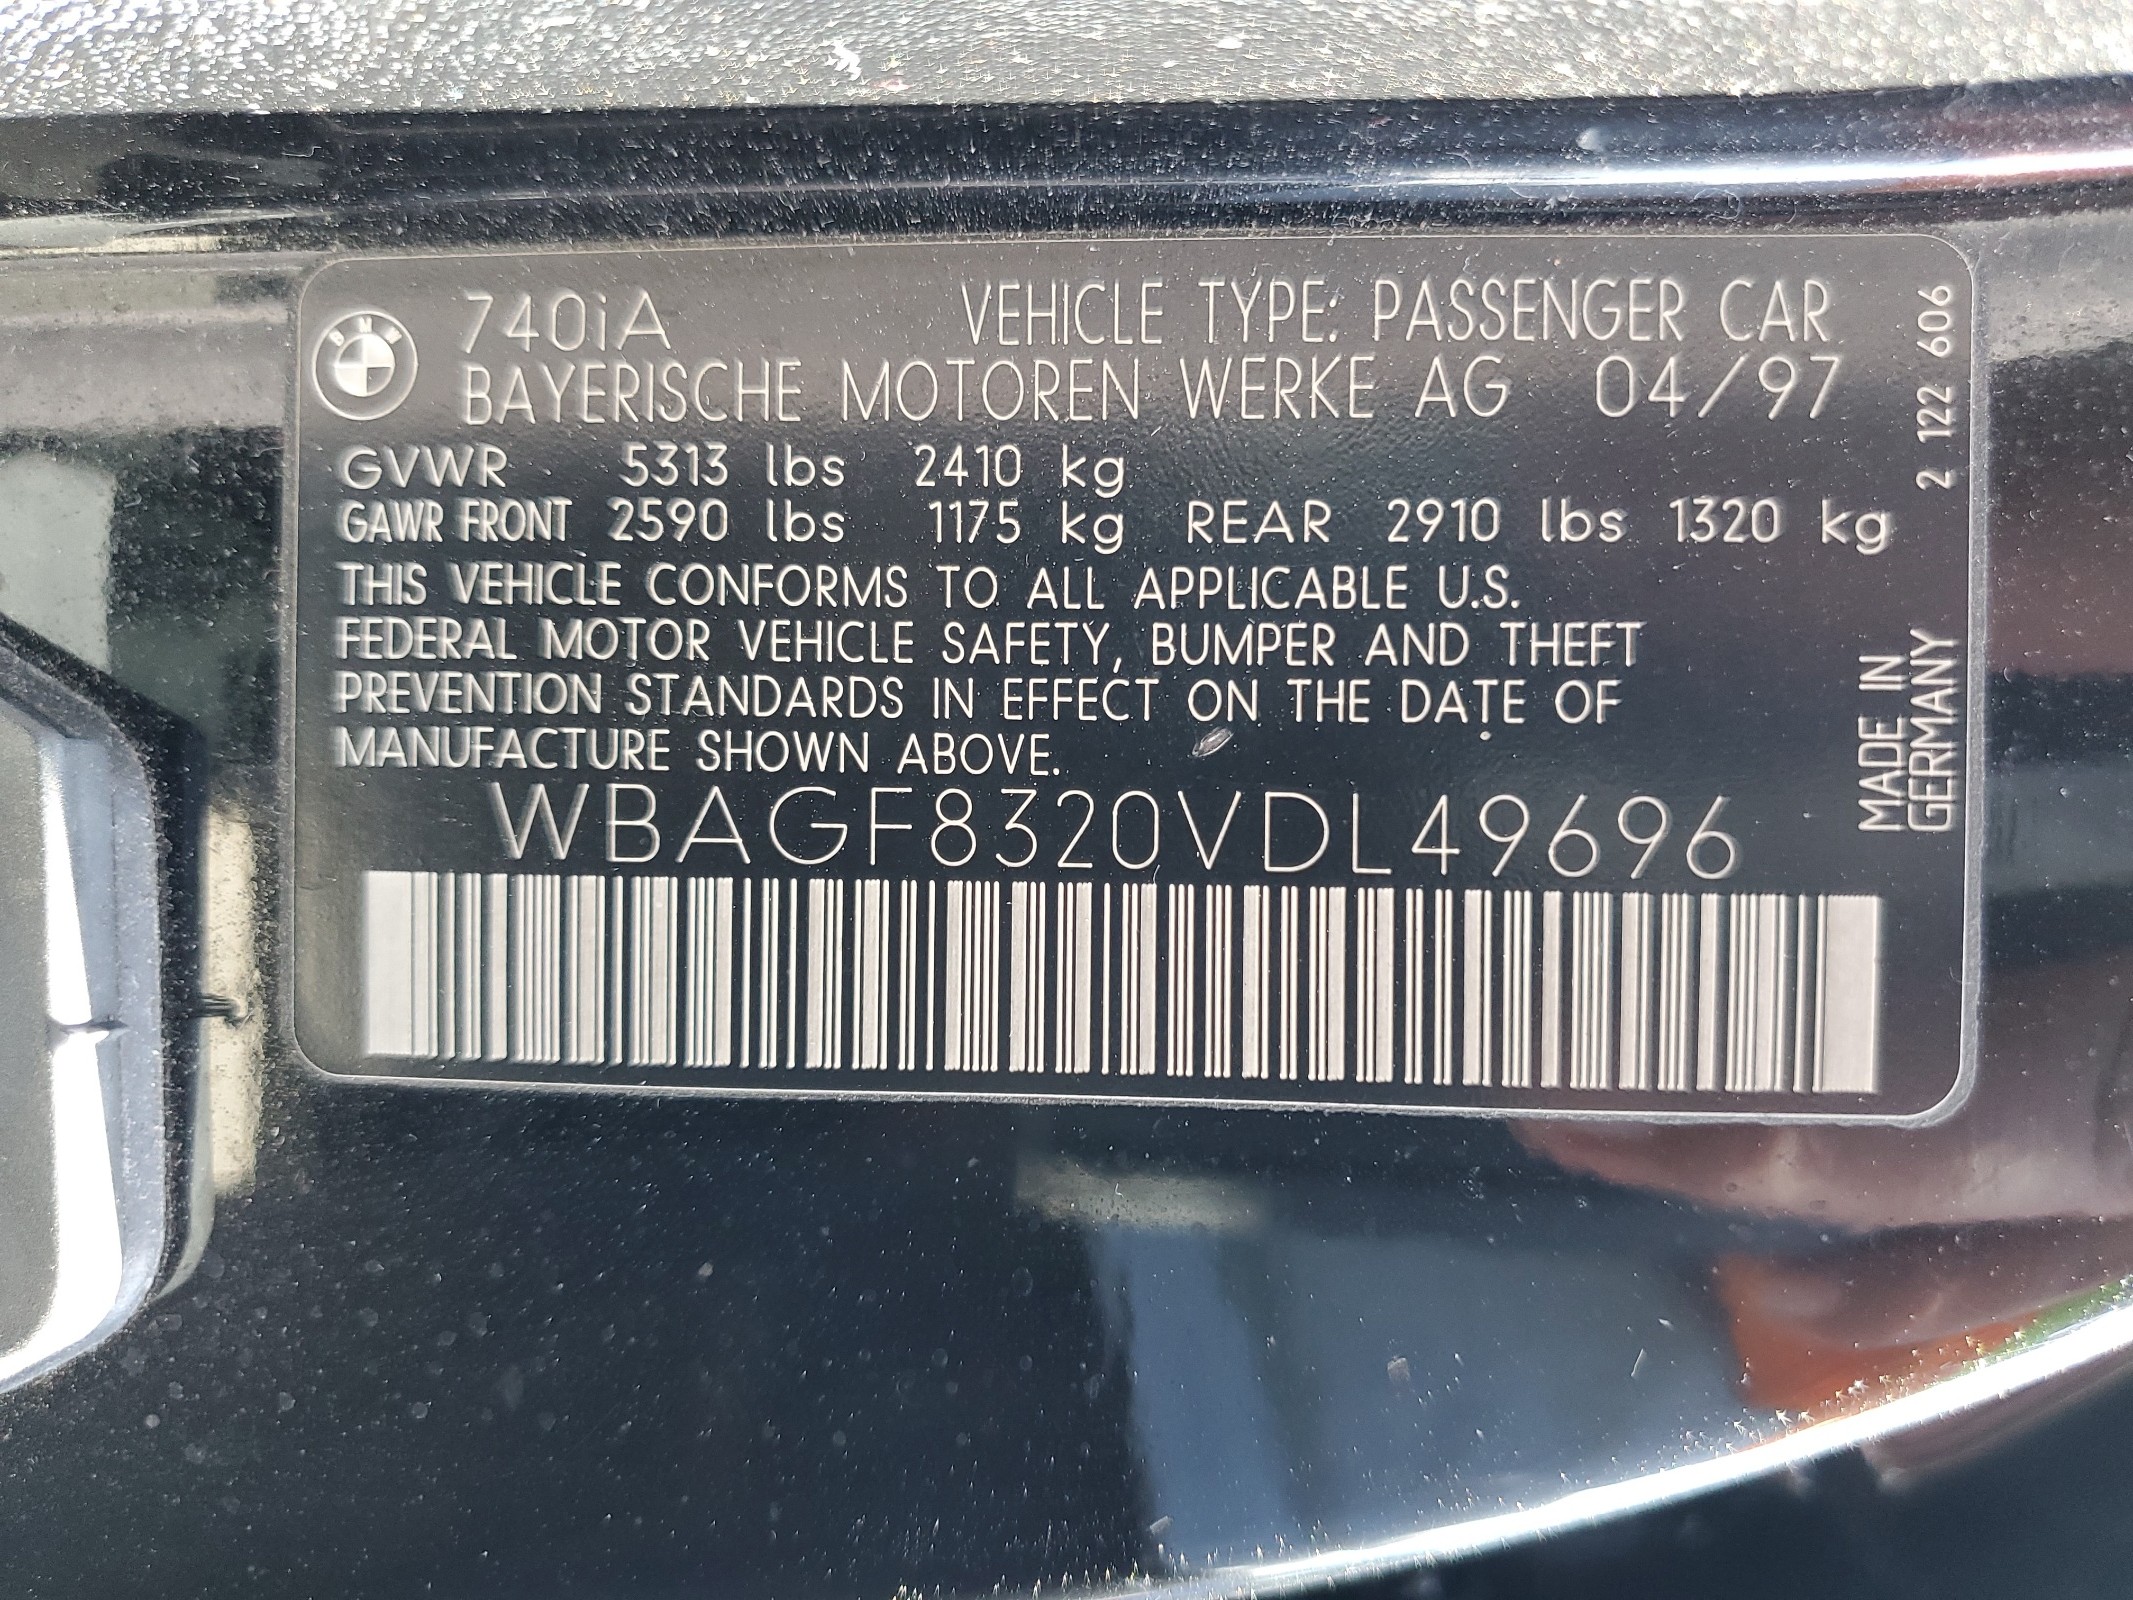 BMW
740iA VEHICLE TYPE: PASSENGER CAR
BAYERISCHE MOTOREN WERKE AG 04/97
GVWR 5313 lbs 2410 kg
GAWR FRONT 2590 lbs 1175 kg REAR 2910 lbs 1320 kg
THIS VEHICLE CONFORMS TO ALL APPLICABLE U.S.
FEDERAL MOTOR VEHICLE SAFETY, BUMPER AND THEFT
PREVENTION STANDARDS IN EFFECT ON THE DATE OF
MANUFACTURE SHOWN ABOVE.
WBAGF8320VDL49696
2 122 606
MADE IN
GERMANY